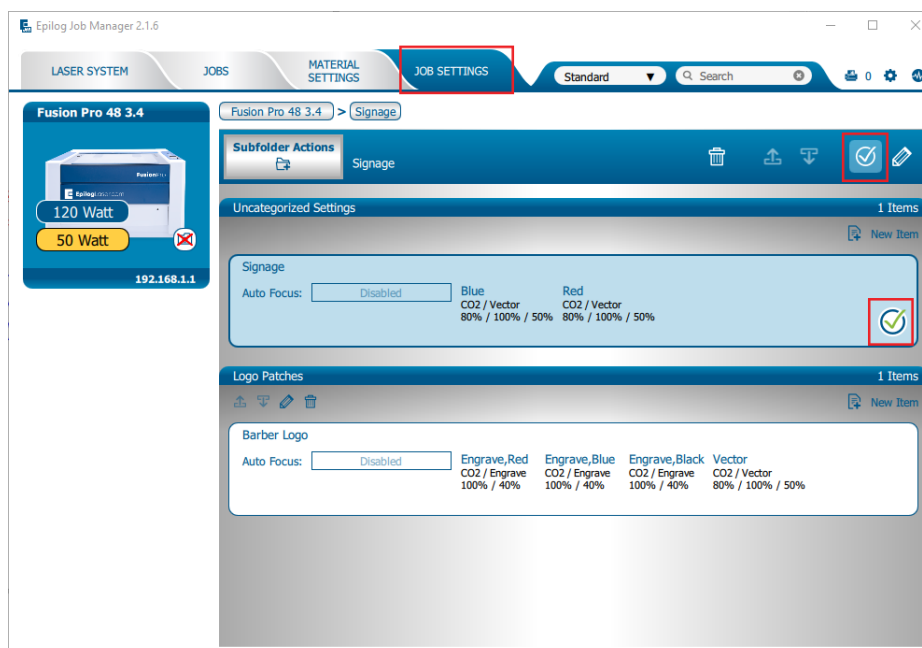 Epilog Job Manager 2.1.6
LASER SYSTEM
JOBS
MATERIAL
SETTINGS
JOB SETTINGS
Standard
Search
0
Fusion Pro 48 3.4
120 Watt
50 Watt
192.168.1.1
Fusion Pro 48 3.4 > Signage
Subfolder Actions
Signage
Uncategorized Settings 1 Items
New Item
Signage
Auto Focus: Disabled
Blue
CO2 / Vector
80% / 100% / 50%
Red
CO2 / Vector
80% / 100% / 50%
Logo Patches 1 Items
New Item
Barber Logo
Auto Focus: Disabled
Engrave,Red
CO2 / Engrave
100% / 40%
Engrave,Blue
CO2 / Engrave
100% / 40%
Engrave,Black
CO2 / Engrave
100% / 40%
Vector
CO2 / Vector
80% / 100% / 50%